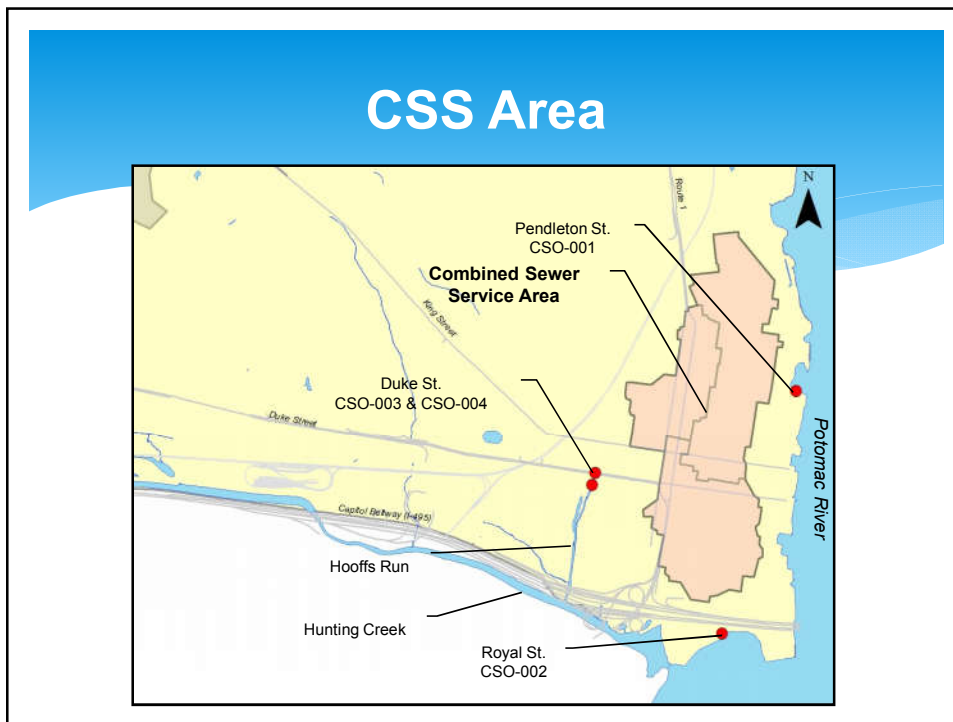 CSS Area
N
Route 1
Pendleton St.
CSO-001
Combined Sewer
Service Area
King Street
Duke St.
CSO-003 & CSO-004
Duke Street
Potomac River
Capitol Beltway (I-495)
Hooffs Run
Hunting Creek
Royal St.
CSO-002